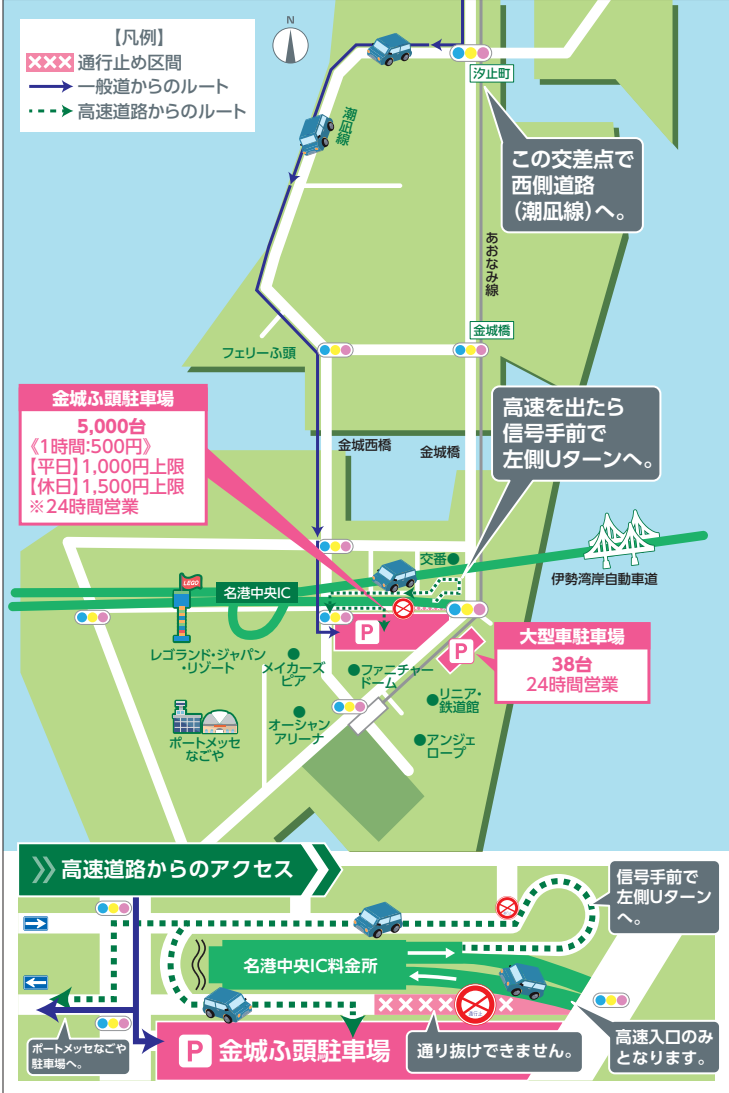 【凡例】
通行止め区間
一般道からのルート
高速道路からのルート
N
汐止町
潮凪線
この交差点で
西側道路
(潮凪線)へ。
あおなみ線
金城橋
フェリーふ頭
金城ふ頭駐車場
5,000台
《1時間:500円》
【平日】1,000円上限
【休日】1,500円上限
※24時間営業
高速を出たら
信号手前で
左側Uターンへ。
金城西橋
金城橋
交番
伊勢湾岸自動車道
LEGO
名港中央IC
P
大型車駐車場
38台
24時間営業
P
レゴランド・ジャパン
・リゾート
メイカーズ
ピア
ファニチャー
ドーム
リニア・
鉄道館
オーシャン
アリーナ
アンジェ
ローブ
ポートメッセ
なごや
高速道路からのアクセス
信号手前で
左側Uターン
へ。
名港中央IC料金所
通行止
ポートメッセなごや
駐車場へ。
P 金城ふ頭駐車場
通り抜けできません。
高速入口のみ
となります。